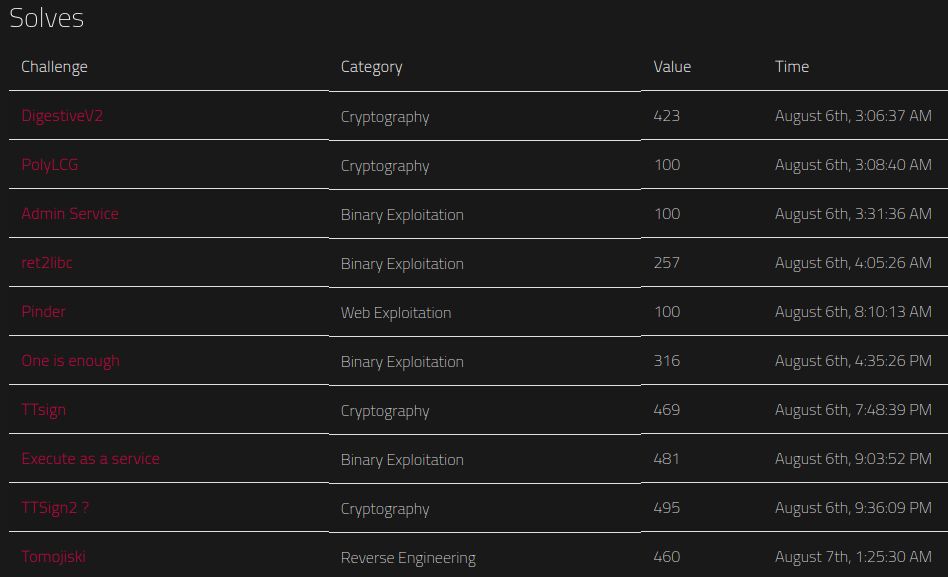 Solves
Challenge Category Value Time
DigestiveV2 Cryptography 423 August 6th, 3:06:37 AM
PolyLCG Cryptography 100 August 6th, 3:08:40 AM
Admin Service Binary Exploitation 100 August 6th, 3:31:36 AM
ret2libc Binary Exploitation 257 August 6th, 4:05:26 AM
Pinder Web Exploitation 100 August 6th, 8:10:13 AM
One is enough Binary Exploitation 316 August 6th, 4:35:26 PM
TTsign Cryptography 469 August 6th, 7:48:39 PM
Execute as a service Binary Exploitation 481 August 6th, 9:03:52 PM
TTSign2 ? Cryptography 495 August 6th, 9:36:09 PM
Tomojiski Reverse Engineering 460 August 7th, 1:25:30 AM